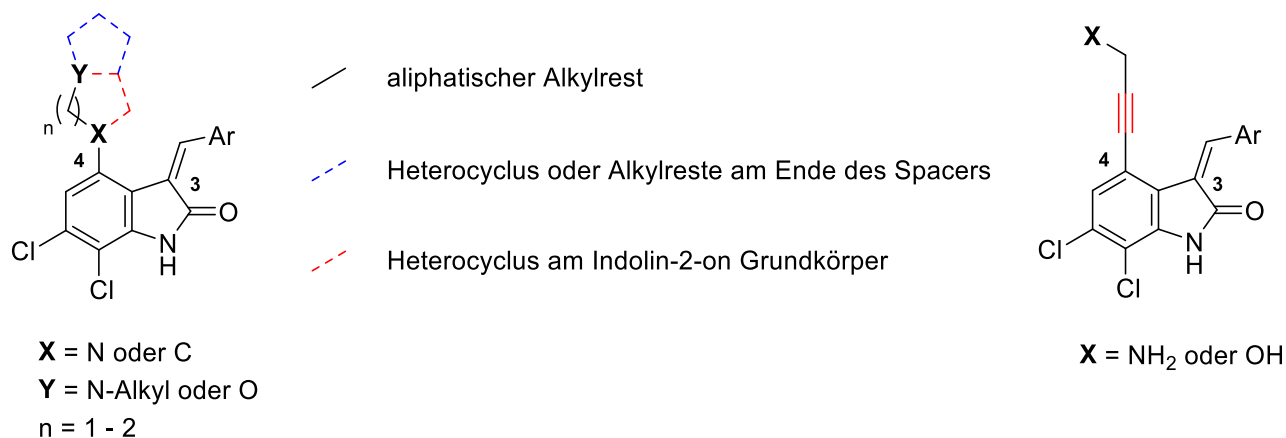 Y
n
X
4
Ar
3
O
N
H
Cl
Cl
X = N oder C
Y = N-Alkyl oder O
n = 1 - 2
aliphatischer Alkylrest
Heterocyclus oder Alkylreste am Ende des Spacers
Heterocyclus am Indolin-2-on Grundkörper
X
4
Ar
3
O
N
H
Cl
Cl
X = NH₂ oder OH